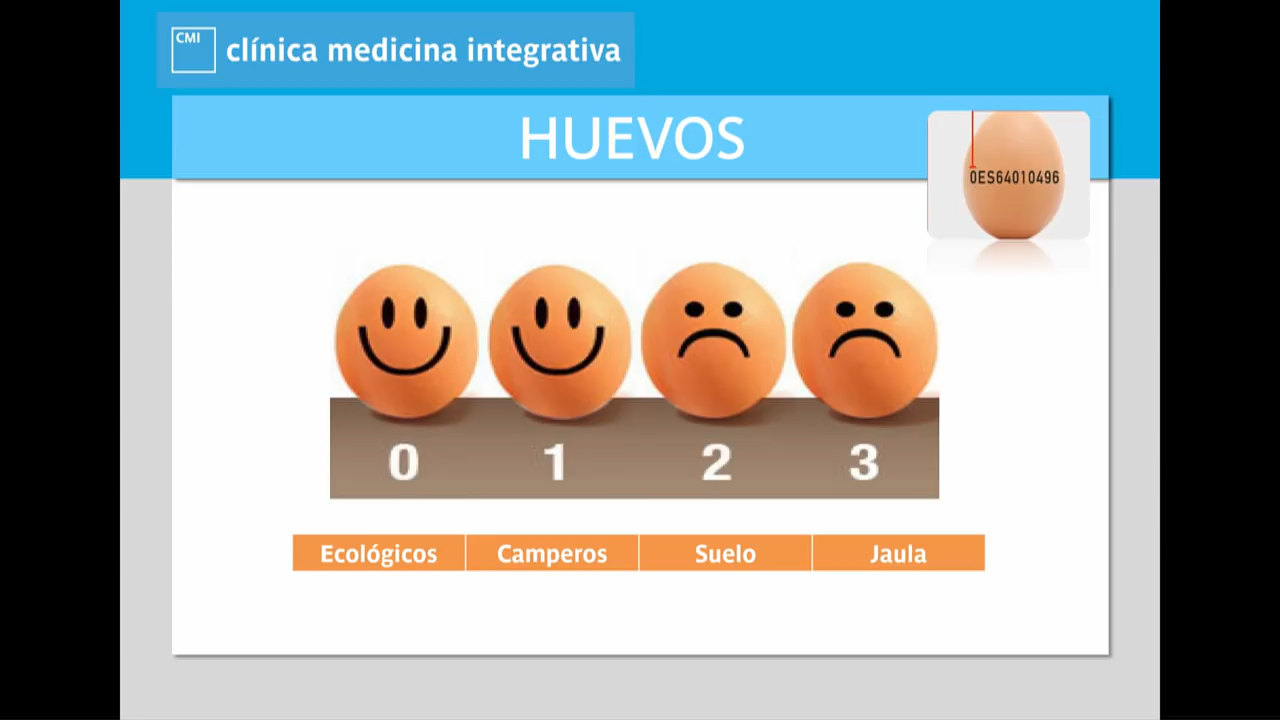 CMI
clínica medicina integrativa
HUEVOS
0ES64010496
0 1 2 3
Ecológicos Camperos Suelo Jaula